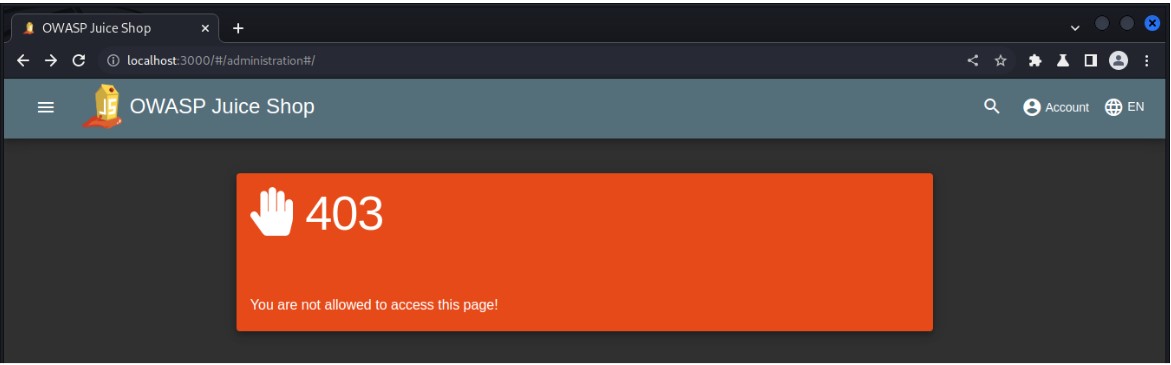 OWASP Juice Shop
localhost:3000/#/administration#/
JS OWASP Juice Shop Account EN
403
You are not allowed to access this page!